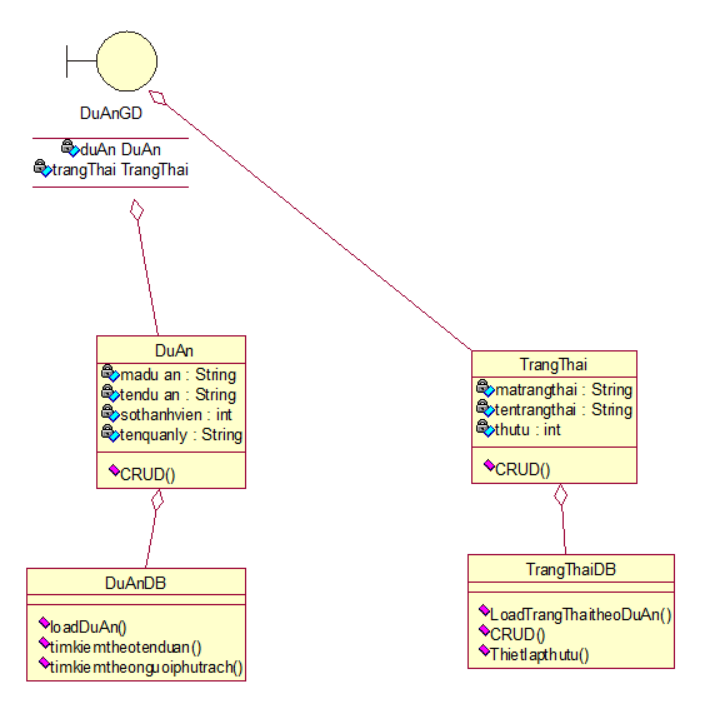 DuAnGD
duAn DuAn
trangThai TrangThai
DuAn
madu an : String
tendu an : String
sothanhvien : int
tenquanly : String
CRUD()
TrangThai
matrangthai : String
tentrangthai : String
thutu : int
CRUD()
DuAnDB
loadDuAn()
timkiemtheotenduan()
timkiemtheonguoiphutrach()
TrangThaiDB
LoadTrangThaitheoDuAn()
CRUD()
Thietlapthutu()